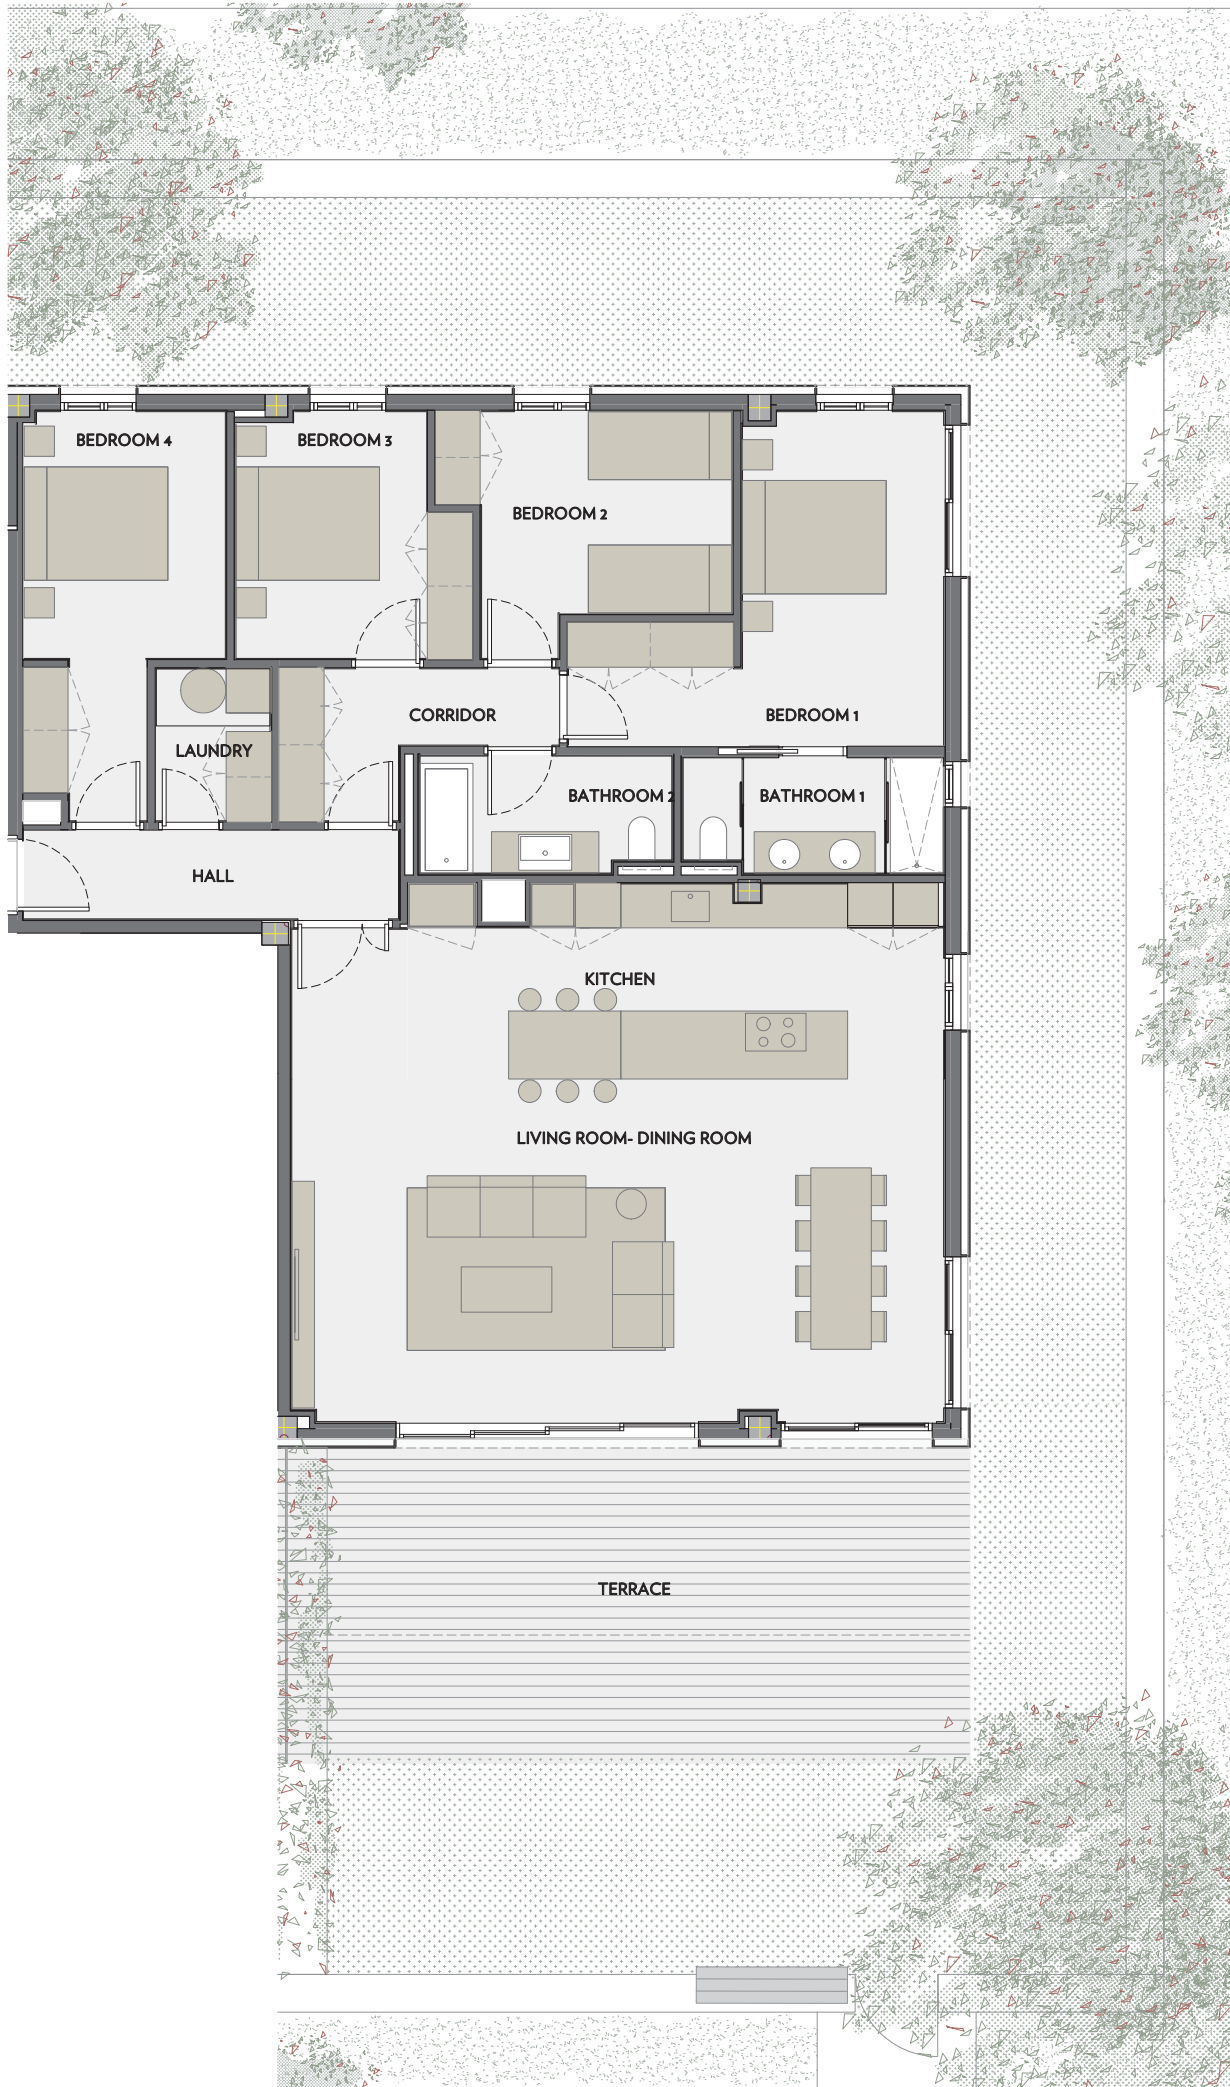 BEDROOM 4
BEDROOM 3
BEDROOM 2
CORRIDOR
BEDROOM 1
LAUNDRY
BATHROOM 2
BATHROOM 1
HALL
KITCHEN
LIVING ROOM- DINING ROOM
TERRACE